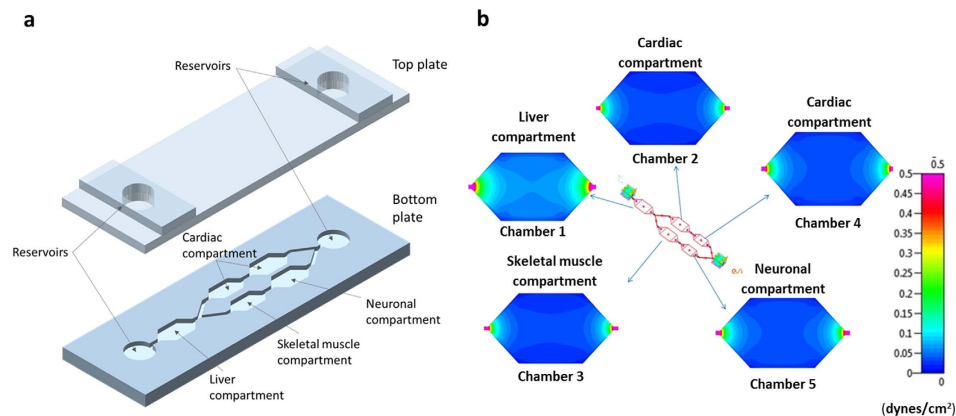 a
Reservoirs
Top plate
Bottom
plate
Reservoirs
Cardiac
compartment
Neuronal
compartment
Skeletal muscle
compartment
Liver
compartment
b
Cardiac
compartment
Chamber 2
Liver
compartment
Chamber 1
Cardiac
compartment
Chamber 4
Skeletal muscle
compartment
Chamber 3
Neuronal
compartment
Chamber 5
0.5
0.5
0.45
0.4
0.35
0.3
0.25
0.2
0.15
0.1
0.05
0
0
(dynes/cm²)